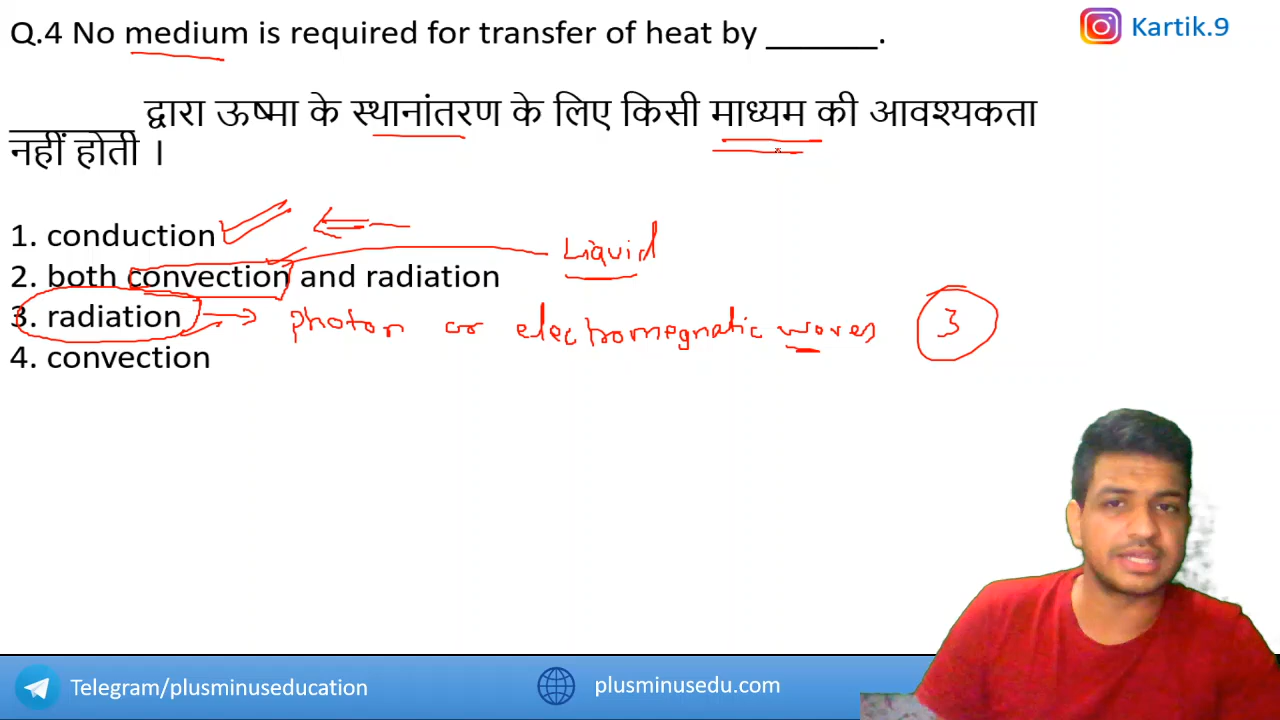 Q.4 No medium is required for transfer of heat by ______.
Kartik.9
_______ द्वारा ऊष्मा के स्थानांतरण के लिए किसी माध्यम की आवश्यकता
नहीं होती ।
1. conduction
Liquid
2. both convection and radiation
3. radiation
photon or electromegnatic waves
3
4. convection
Telegram/plusminuseducation
plusminusedu.com